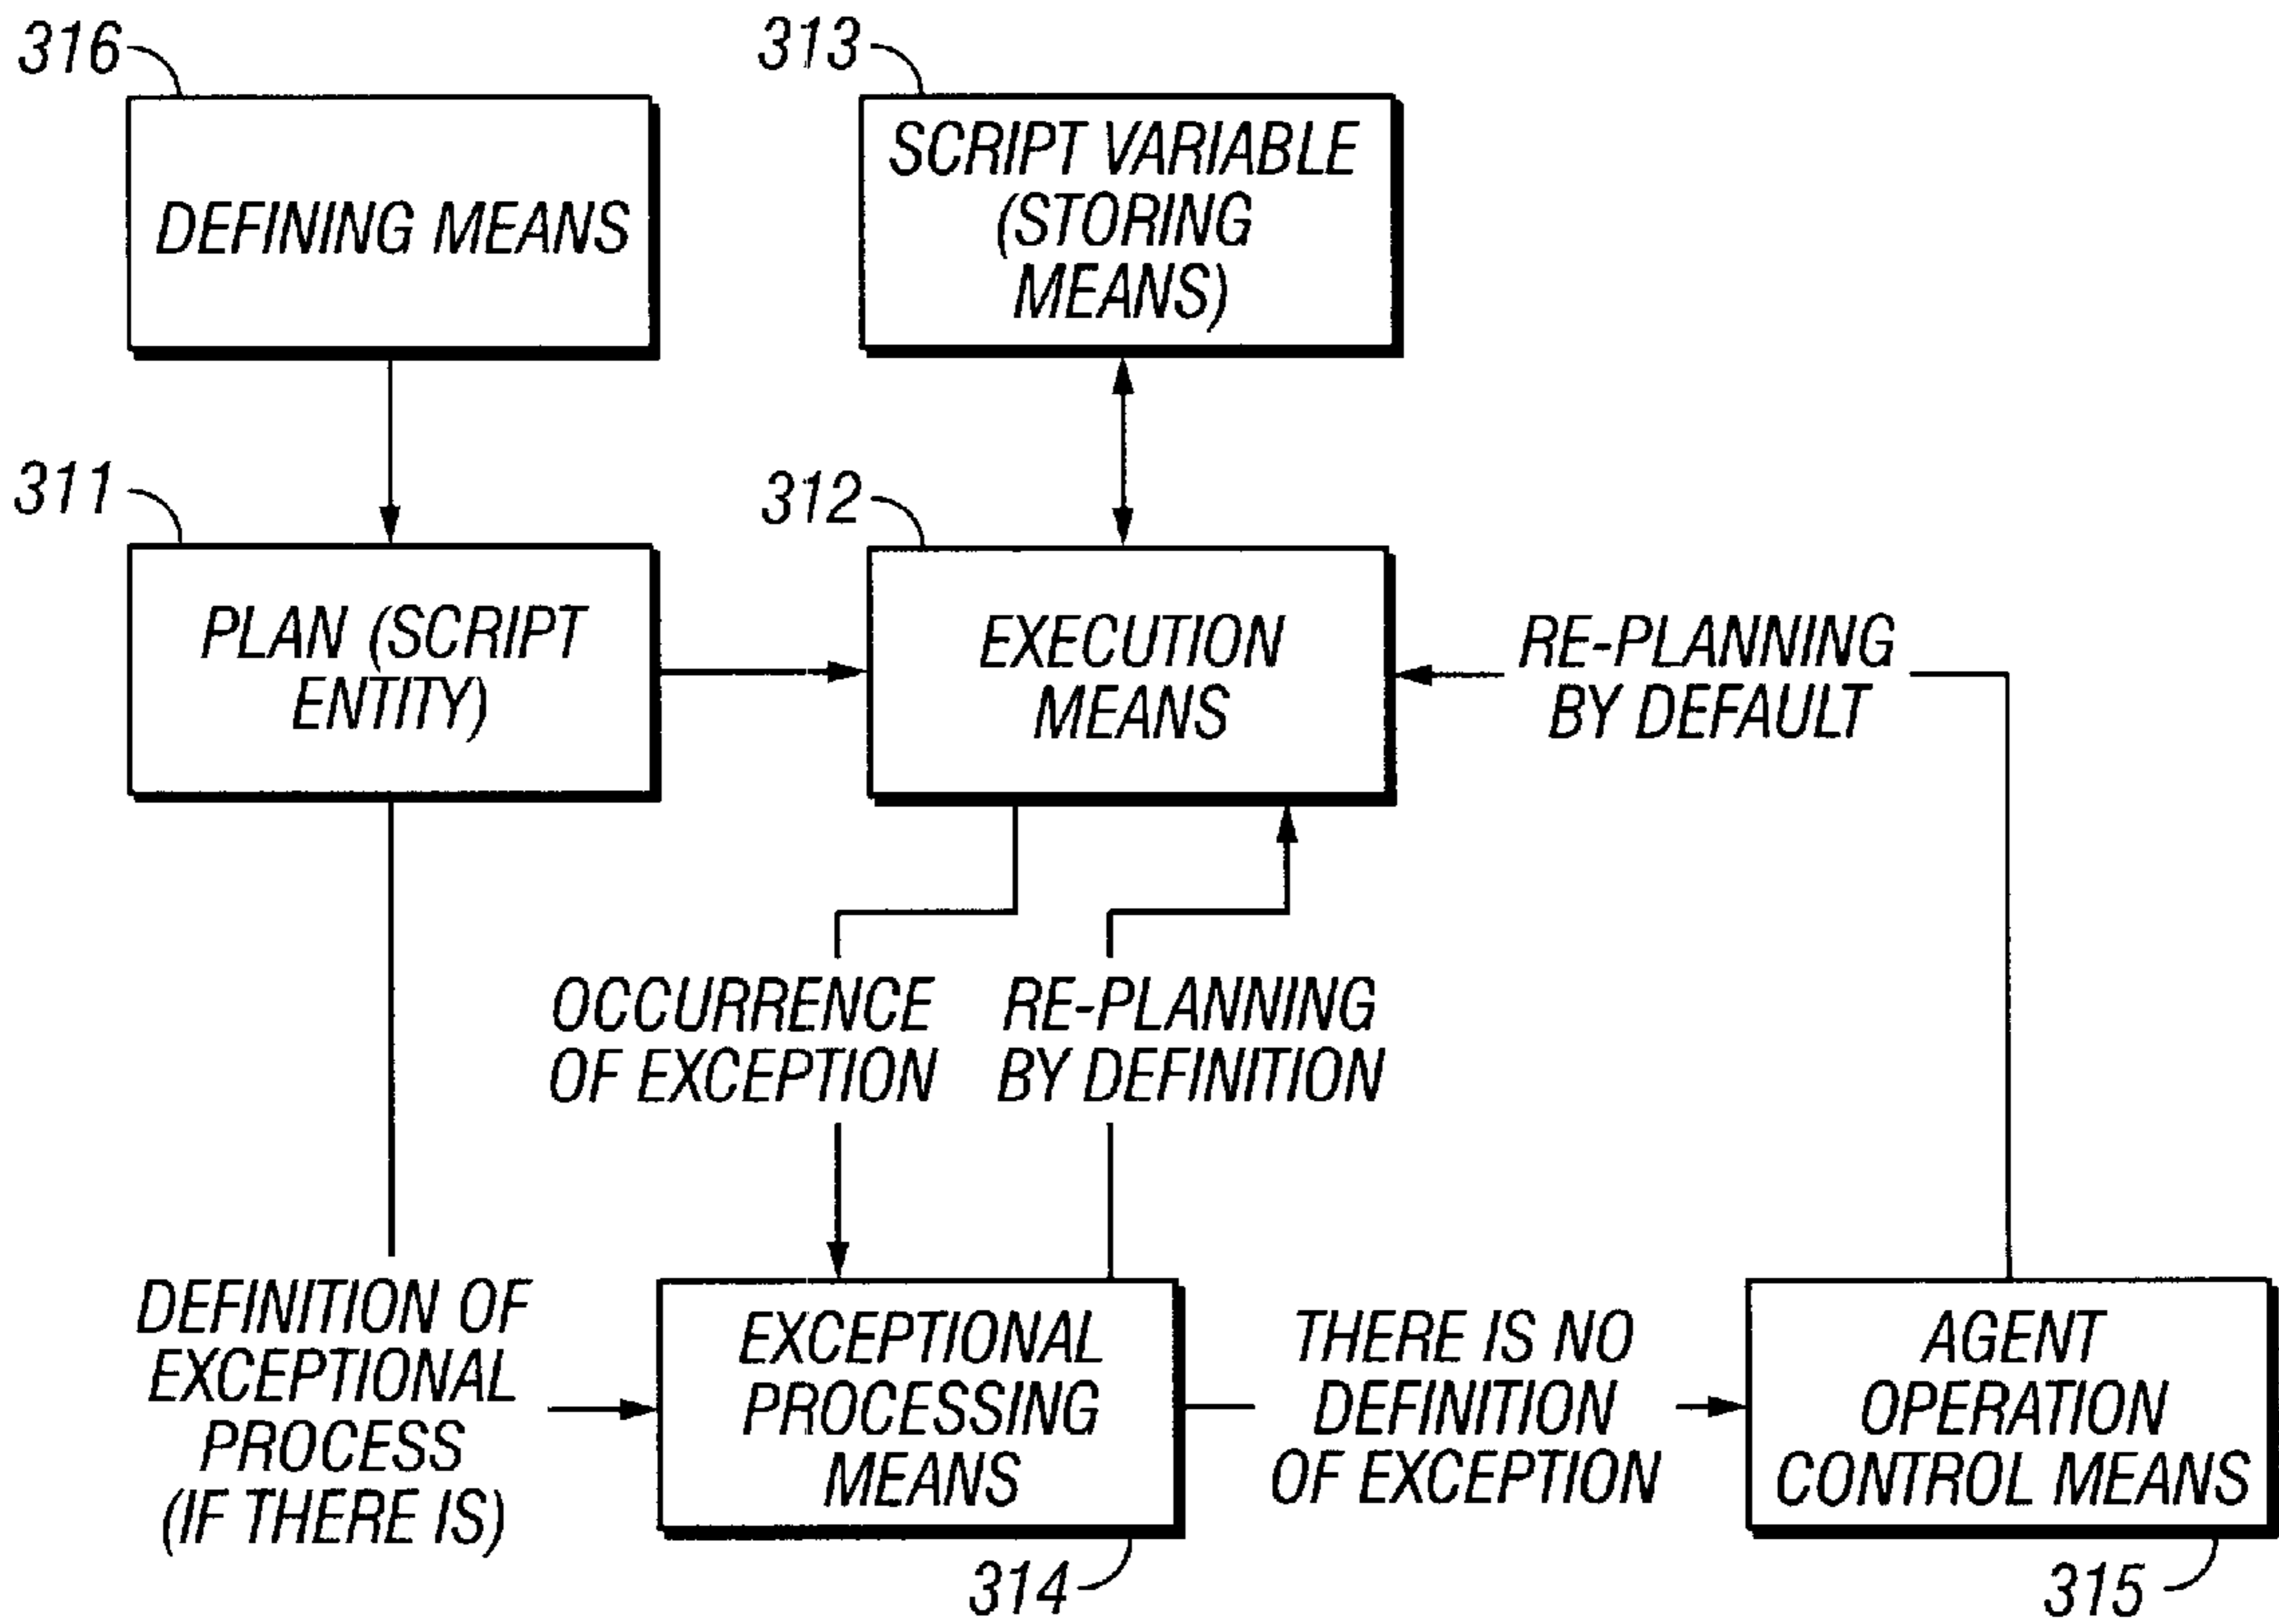 316
313
DEFINING MEANS
SCRIPT VARIABLE
(STORING
MEANS)
311
312
PLAN (SCRIPT
ENTITY)
EXECUTION
MEANS
RE-PLANNING
BY DEFAULT
OCCURRENCE
OF EXCEPTION
RE-PLANNING
BY DEFINITION
DEFINITION OF
EXCEPTIONAL
PROCESS
(IF THERE IS)
EXCEPTIONAL
PROCESSING
MEANS
THERE IS NO
DEFINITION
OF EXCEPTION
AGENT
OPERATION
CONTROL MEANS
314
315